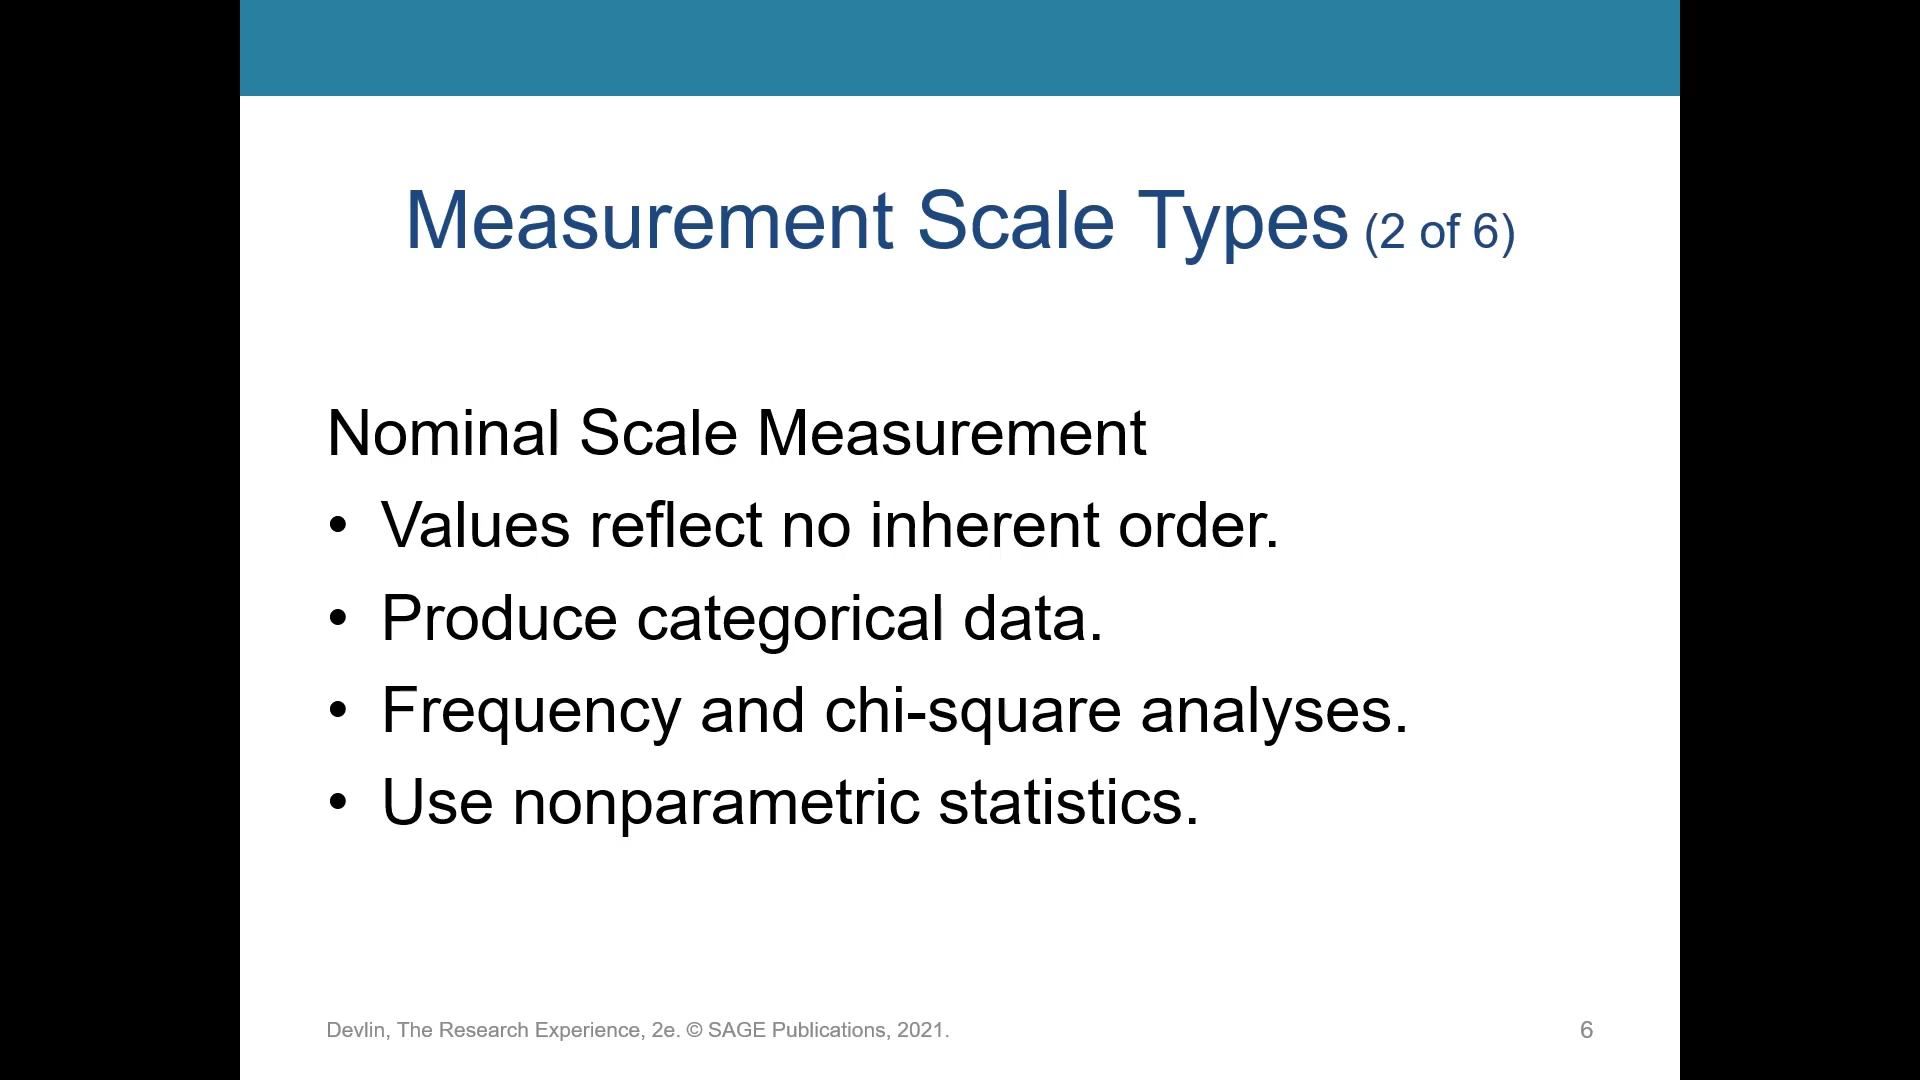 Measurement Scale Types (2 of 6)
Nominal Scale Measurement
• Values reflect no inherent order.
• Produce categorical data.
• Frequency and chi-square analyses.
• Use nonparametric statistics.
Devlin, The Research Experience, 2e. © SAGE Publications, 2021.
6